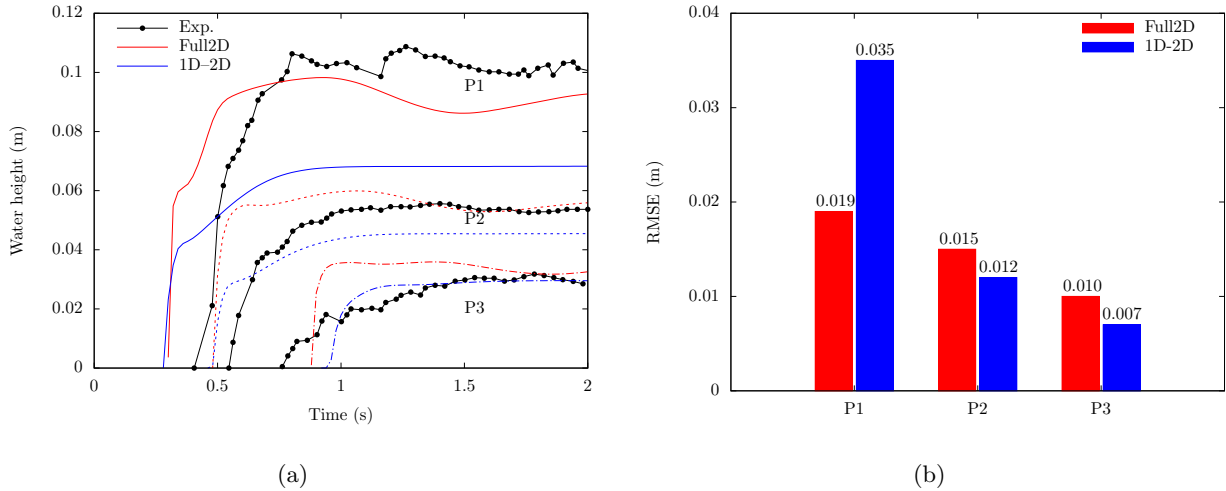 0.12
0.1
0.08
0.06
0.04
0.02
0
Water height (m)
Exp.
Full2D
1D–2D
P1
P2
P3
0
0.5
1
1.5
2
Time (s)
(a)
0.04
0.03
0.02
0.01
0
RMSE (m)
Full2D
1D-2D
0.019
0.035
0.015
0.012
0.010
0.007
P1
P2
P3
(b)